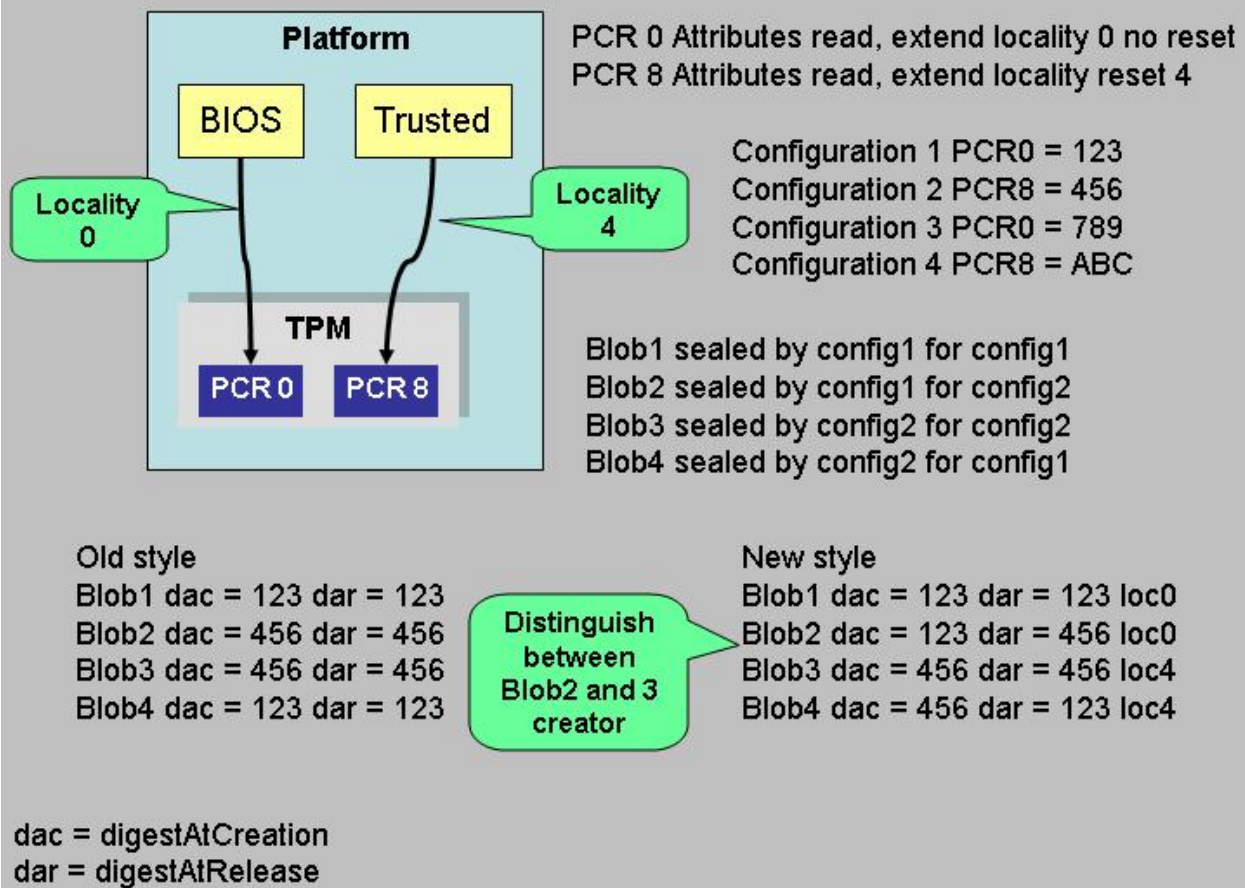 Platform
BIOS
Trusted
Locality
0
Locality
4
TPM
PCR 0
PCR 8
PCR 0 Attributes read, extend locality 0 no reset
PCR 8 Attributes read, extend locality reset 4
Configuration 1 PCR0 = 123
Configuration 2 PCR8 = 456
Configuration 3 PCR0 = 789
Configuration 4 PCR8 = ABC
Blob1 sealed by config1 for config1
Blob2 sealed by config1 for config2
Blob3 sealed by config2 for config2
Blob4 sealed by config2 for config1
Old style
Blob1 dac = 123 dar = 123
Blob2 dac = 456 dar = 456
Blob3 dac = 456 dar = 456
Blob4 dac = 123 dar = 123
Distinguish
between
Blob2 and 3
creator
New style
Blob1 dac = 123 dar = 123 loc0
Blob2 dac = 123 dar = 456 loc0
Blob3 dac = 456 dar = 456 loc4
Blob4 dac = 456 dar = 123 loc4
dac = digestAtCreation
dar = digestAtRelease